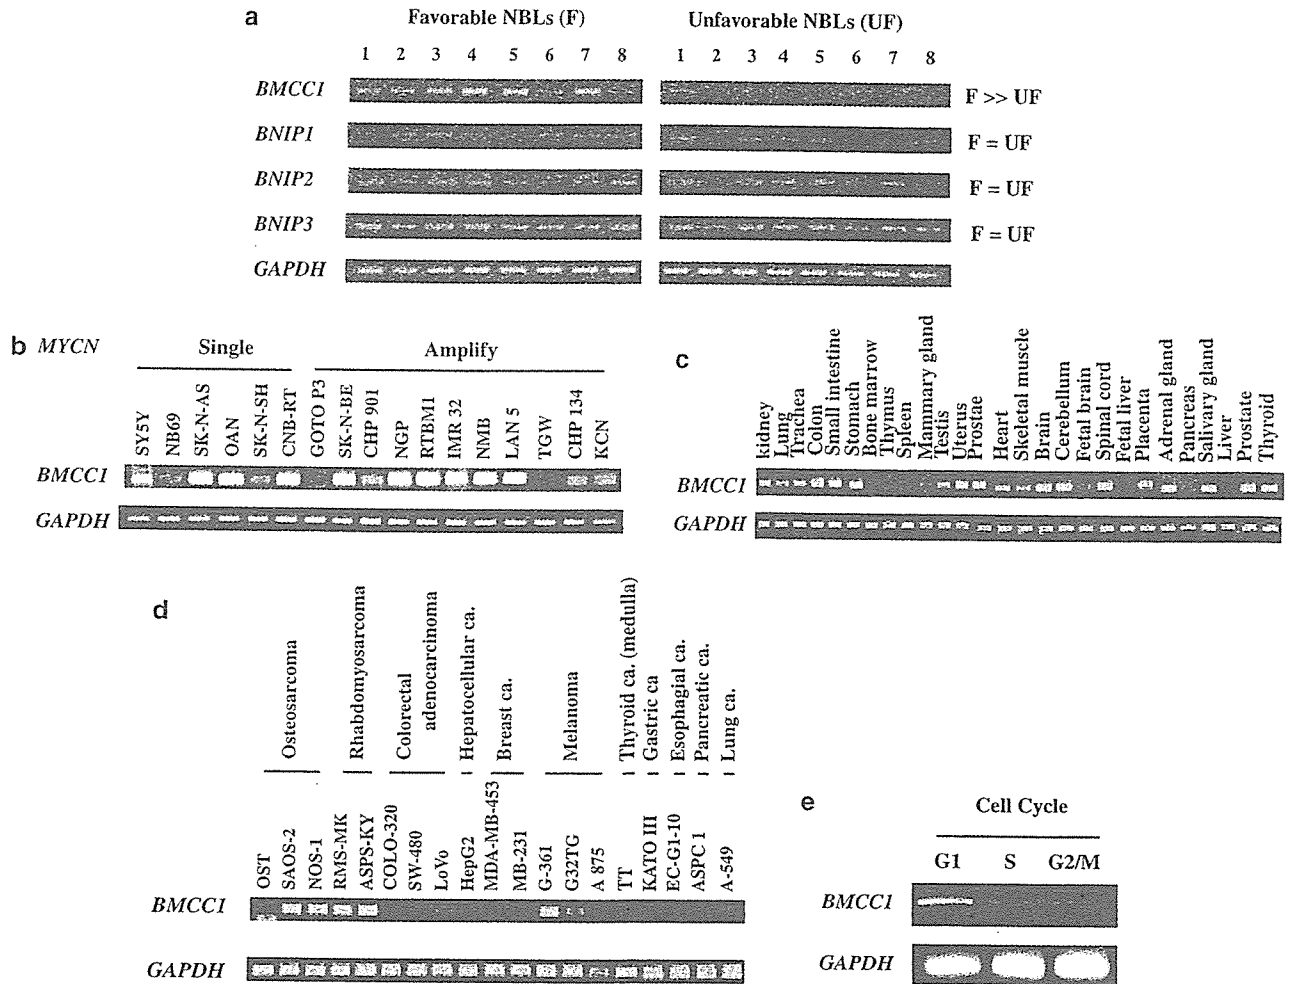 a
Favorable NBLs (F)
Unfavorable NBLs (UF)
1 2 3 4 5 6 7 8
1 2 3 4 5 6 7 8
BMCC1
F >> UF
BNIP1
F = UF
BNIP2
F = UF
BNIP3
F = UF
GAPDH
b
MYCN
Single
Amplify
SY5Y
NB69
SK-N-AS
OAN
SK-N-SH
CNB-RT
GOTO P3
SK-N-BE
CHP 901
NGP
RTBM1
IMR 32
NMB
LAN 5
TGW
CHP 134
KCN
BMCC1
GAPDH
c
kidney
Lung
Trachea
Colon
Small intestine
Stomach
Bone marrow
Thymus
Spleen
Mammary gland
Testis
Uterus
Prostae
Heart
Skeletal muscle
Brain
Cerebellum
Fetal brain
Spinal cord
Fetal liver
Placenta
Adrenal gland
Pancreas
Salivary gland
Liver
Prostate
Thyroid
BMCC1
GAPDH
d
Osteosarcoma
Rhabdomyosarcoma
Colorectal
adenocarcinoma
Hepatocellular ca.
Breast ca.
Melanoma
Thyroid ca. (medulla)
Gastric ca
Esophagial ca.
Pancreatic ca.
Lung ca.
OST
SAOS-2
NOS-1
RMS-MK
ASPS-KY
COLO-320
SW-480
LoVo
HepG2
MDA-MB-453
MB-231
G-361
G32TG
A 875
TT
KATO III
EC-G1-10
ASPC 1
A-549
BMCC1
GAPDH
e
Cell Cycle
G1 S G2/M
BMCC1
GAPDH